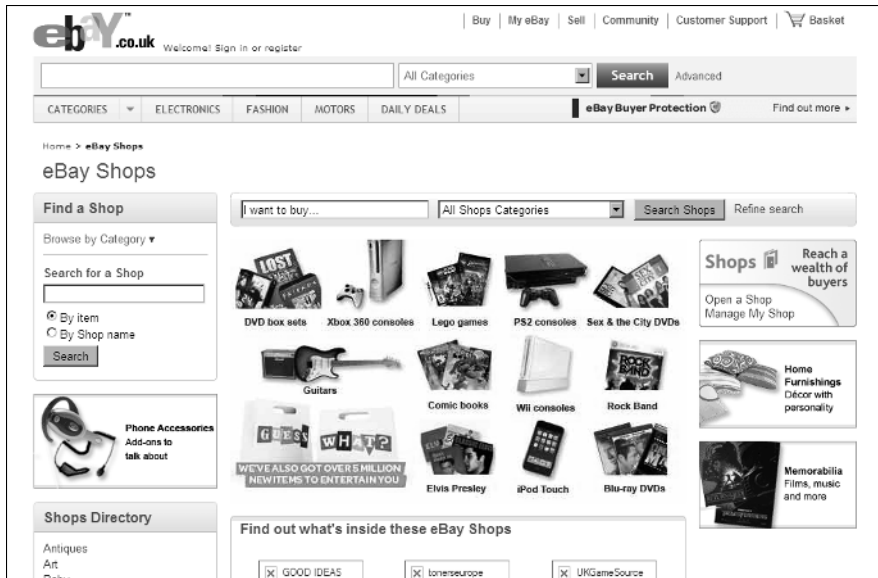 ebaY.co.uk™
Welcome! Sign in or register
Buy | My eBay | Sell | Community | Customer Support | Basket
All Categories
Search
Advanced
CATEGORIES ELECTRONICS FASHION MOTORS DAILY DEALS
eBay Buyer Protection
Find out more
Home > eBay Shops
eBay Shops
Find a Shop
Browse by Category
Search for a Shop
By item
By Shop name
Search
I want to buy...
All Shops Categories
Search Shops
Refine search
LOST
FRIENDS
SEX
DVD box sets
Xbox 360 consoles
Lego games
PS2 consoles
Sex & the City DVDs
ROCK
BAND
Guitars
Comic books
Wii consoles
Rock Band
GUESS WHAT?
WE'VE ALSO GOT OVER 5 MILLION
NEW ITEMS TO ENTERTAIN YOU
Elvis Presley
iPod Touch
Blu-ray DVDs
Shops
Reach a
wealth of
buyers
Open a Shop
Manage My Shop
Home
Furnishings
Décor with
personality
Memorabilia
Films, music
and more
Phone Accessories
Add-ons to
talk about
Shops Directory
Antiques
Art
Find out what's inside these eBay Shops
GOOD IDEAS
tonerseurope
UKGameSource